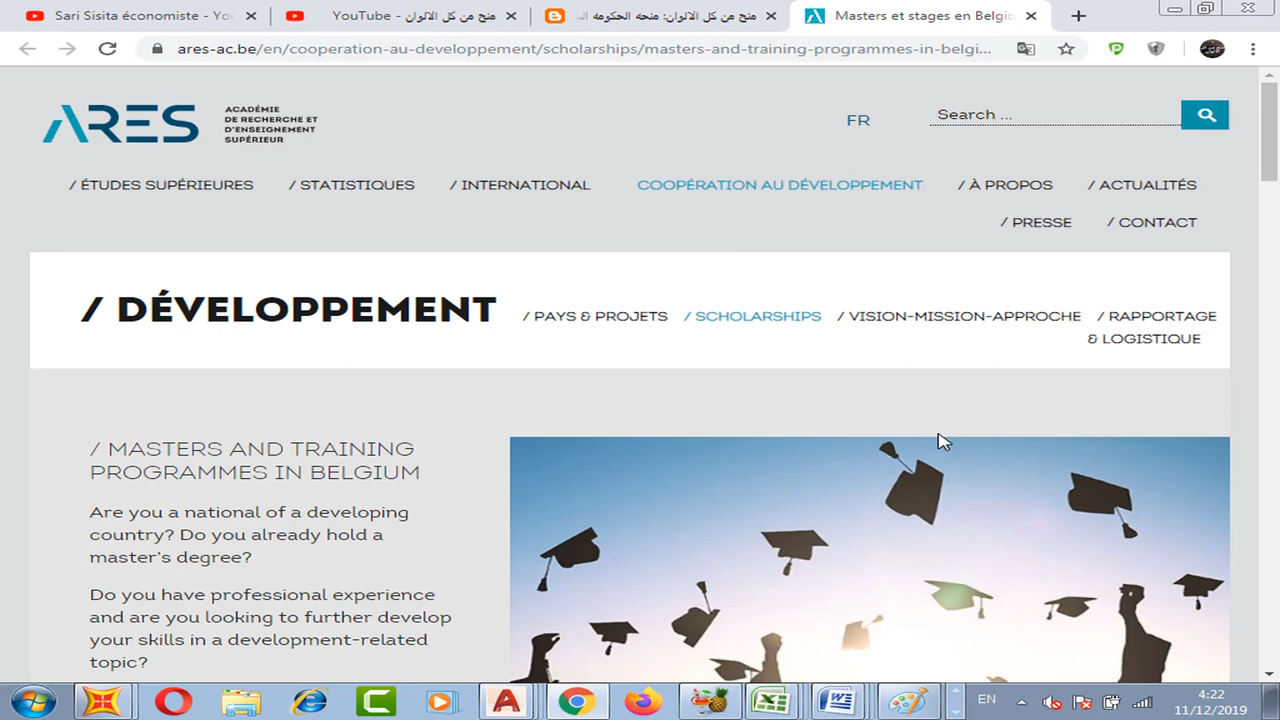 Sari Sisita économiste - Yo
منح من كل الالوان - YouTube
منح من كل الالوان: منحه الحكومه ال
Masters et stages en Belgiq
ares-ac.be/en/cooperation-au-developpement/scholarships/masters-and-training-programmes-in-belgi...
ARES
ACADÉMIE
DE RECHERCHE ET
D'ENSEIGNEMENT
SUPÉRIEUR
FR
Search ...
/ ÉTUDES SUPÉRIEURES / STATISTIQUES / INTERNATIONAL COOPÉRATION AU DÉVELOPPEMENT / À PROPOS / ACTUALITÉS
/ PRESSE / CONTACT
/ DÉVELOPPEMENT
/ PAYS & PROJETS / SCHOLARSHIPS / VISION-MISSION-APPROCHE / RAPPORTAGE
& LOGISTIQUE
/ MASTERS AND TRAINING
PROGRAMMES IN BELGIUM
Are you a national of a developing
country? Do you already hold a
master's degree?
Do you have professional experience
and are you looking to further develop
your skills in a development-related
topic?
EN
4:22
11/12/2019